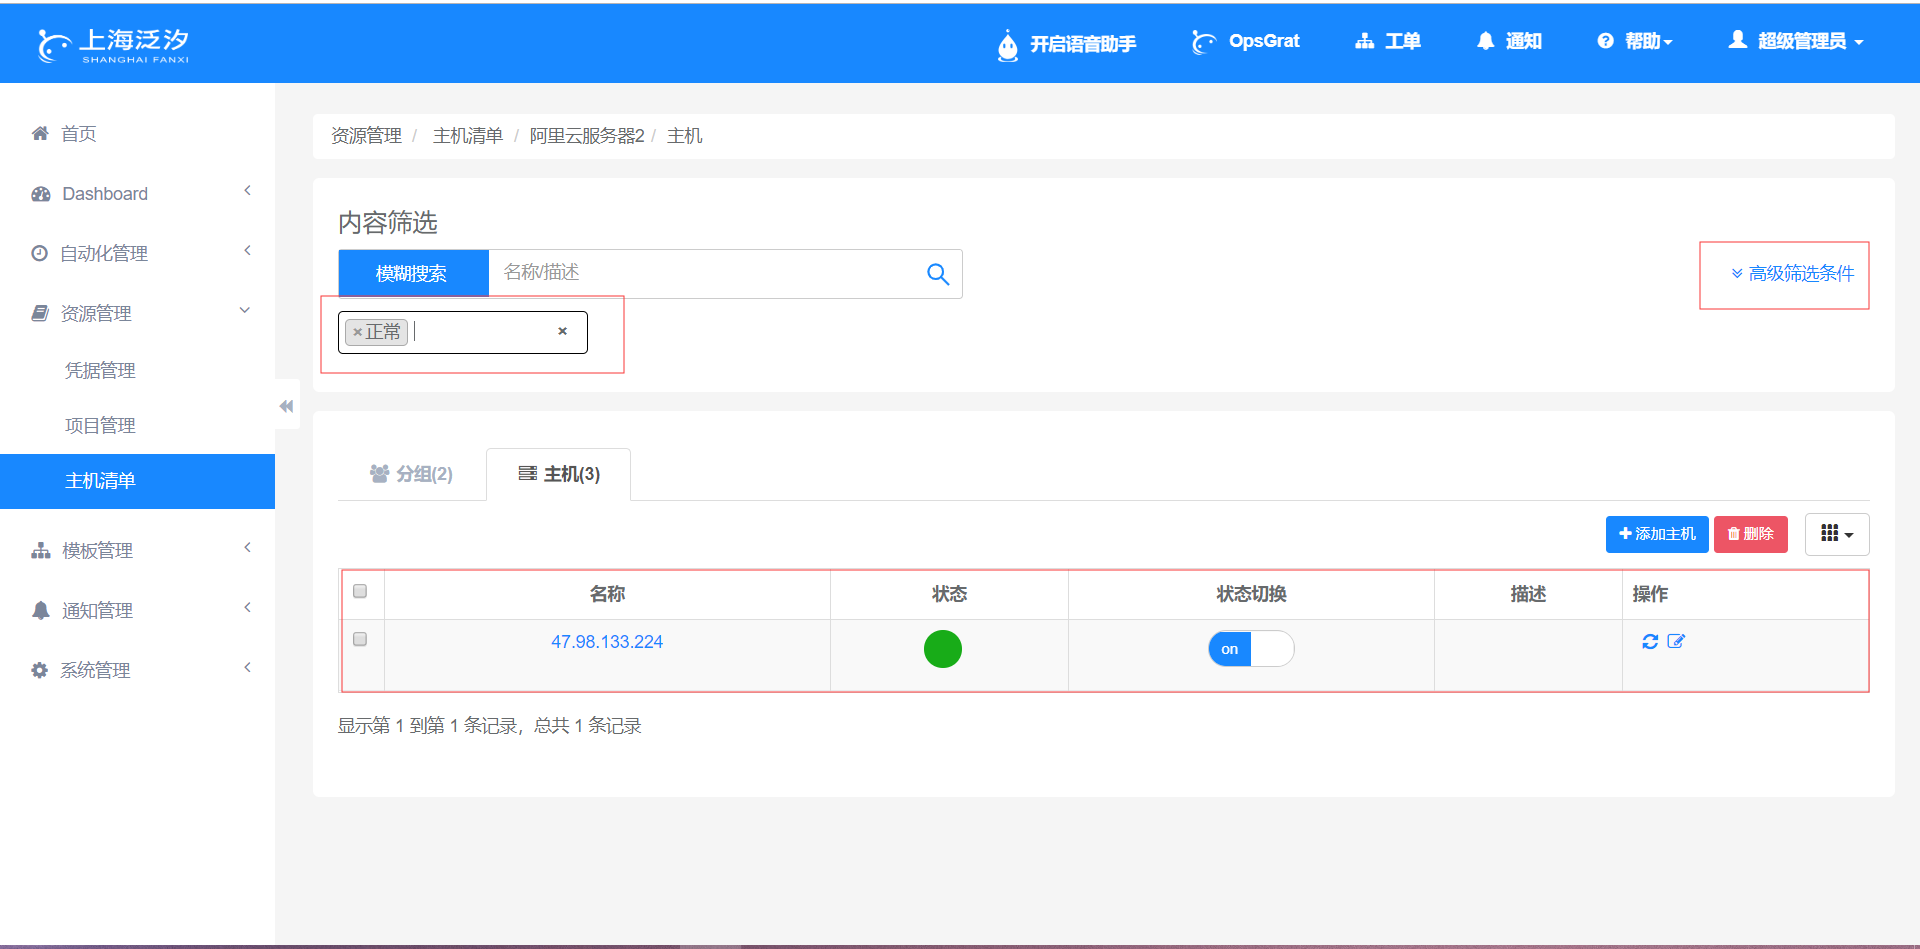 上海泛汐
SHANGHAI FANXI
开启语音助手
OpsGrat
工单
通知
帮助
超级管理员
首页
Dashboard
自动化管理
资源管理
凭据管理
项目管理
主机清单
模板管理
通知管理
系统管理
资源管理 / 主机清单 / 阿里云服务器2 / 主机
内容筛选
模糊搜索 名称/描述
高级筛选条件
×正常 ×
分组(2) 主机(3)
添加主机 删除
名称 状态 状态切换 描述 操作
47.98.133.224 on
显示第 1 到第 1 条记录，总共 1 条记录